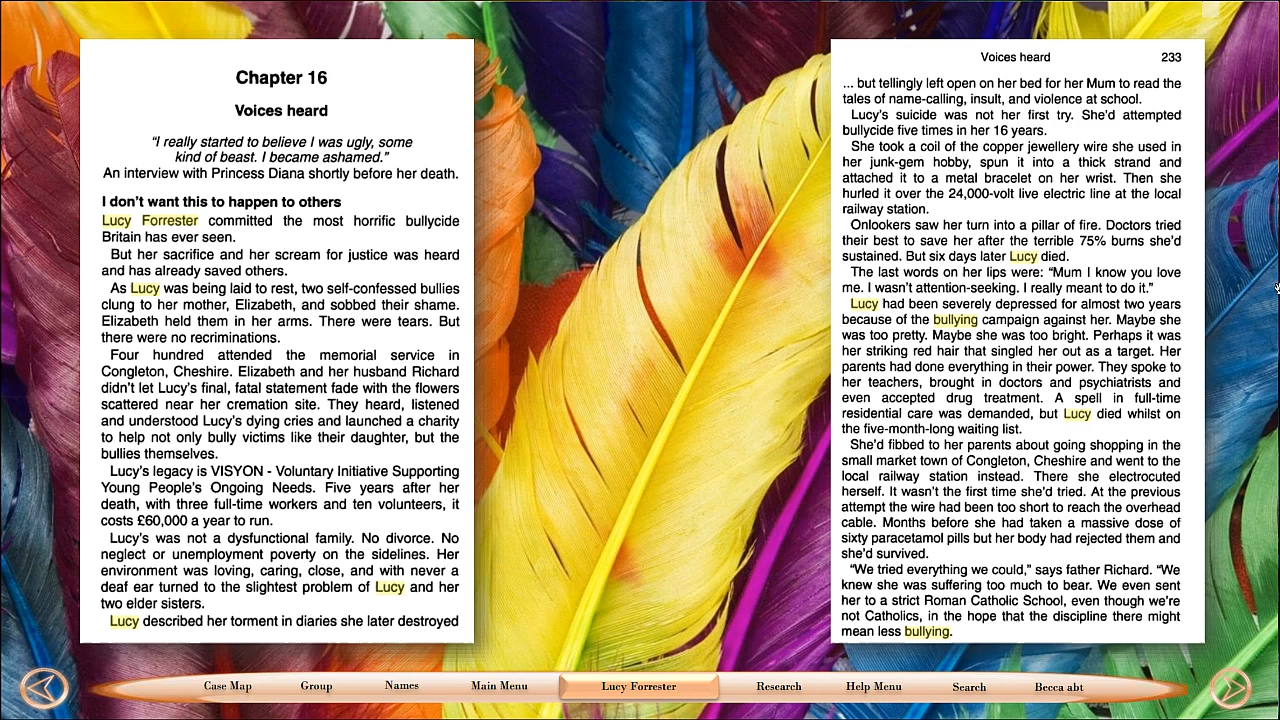 Chapter 16
Voices heard
“I really started to believe I was ugly, some
kind of beast. I became ashamed.”
An interview with Princess Diana shortly before her death.
I don’t want this to happen to others
Lucy Forrester committed the most horrific bullycide
Britain has ever seen.
But her sacrifice and her scream for justice was heard
and has already saved others.
As Lucy was being laid to rest, two self-confessed bullies
clung to her mother, Elizabeth, and sobbed their shame.
Elizabeth held them in her arms. There were tears. But
there were no recriminations.
Four hundred attended the memorial service in
Congleton, Cheshire. Elizabeth and her husband Richard
didn’t let Lucy’s final, fatal statement fade with the flowers
scattered near her cremation site. They heard, listened
and understood Lucy’s dying cries and launched a charity
to help not only bully victims like their daughter, but the
bullies themselves.
Lucy’s legacy is VISYON - Voluntary Initiative Supporting
Young People’s Ongoing Needs. Five years after her
death, with three full-time workers and ten volunteers, it
costs £60,000 a year to run.
Lucy’s was not a dysfunctional family. No divorce. No
neglect or unemployment poverty on the sidelines. Her
environment was loving, caring, close, and with never a
deaf ear turned to the slightest problem of Lucy and her
two elder sisters.
Lucy described her torment in diaries she later destroyed
Voices heard 233
... but tellingly left open on her bed for her Mum to read the
tales of name-calling, insult, and violence at school.
Lucy’s suicide was not her first try. She’d attempted
bullycide five times in her 16 years.
She took a coil of the copper jewellery wire she used in
her junk-gem hobby, spun it into a thick strand and
attached it to a metal bracelet on her wrist. Then she
hurled it over the 24,000-volt live electric line at the local
railway station.
Onlookers saw her turn into a pillar of fire. Doctors tried
their best to save her after the terrible 75% burns she’d
sustained. But six days later Lucy died.
The last words on her lips were: “Mum I know you love
me. I wasn’t attention-seeking. I really meant to do it.”
Lucy had been severely depressed for almost two years
because of the bullying campaign against her. Maybe she
was too pretty. Maybe she was too bright. Perhaps it was
her striking red hair that singled her out as a target. Her
parents had done everything in their power. They spoke to
her teachers, brought in doctors and psychiatrists and
even accepted drug treatment. A spell in full-time
residential care was demanded, but Lucy died whilst on
the five-month-long waiting list.
She’d fibbed to her parents about going shopping in the
small market town of Congleton, Cheshire and went to the
local railway station instead. There she electrocuted
herself. It wasn’t the first time she’d tried. At the previous
attempt the wire had been too short to reach the overhead
cable. Months before she had taken a massive dose of
sixty paracetamol pills but her body had rejected them and
she’d survived.
“We tried everything we could,” says father Richard. “We
knew she was suffering too much to bear. We even sent
her to a strict Roman Catholic School, even though we’re
not Catholics, in the hope that the discipline there might
mean less bullying.
Case Map Group Names Main Menu Lucy Forrester Research Help Menu Search Becca abt